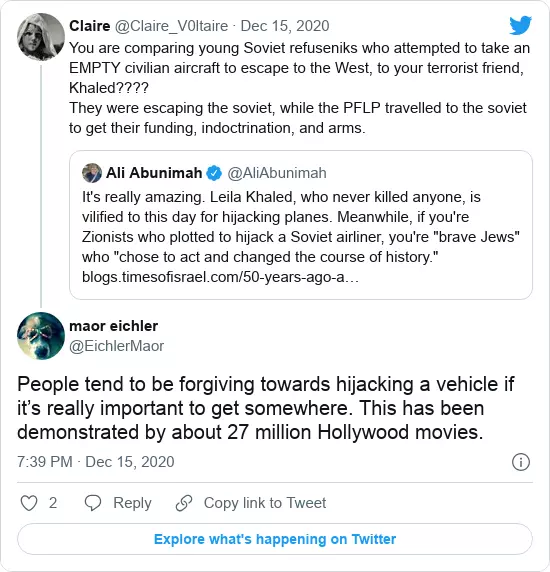 Claire @Claire_V0ltaire · Dec 15, 2020
You are comparing young Soviet refuseniks who attempted to take an
EMPTY civilian aircraft to escape to the West, to your terrorist friend,
Khaled????
They were escaping the soviet, while the PFLP travelled to the soviet
to get their funding, indoctrination, and arms.
Ali Abunimah @AliAbunimah
It's really amazing. Leila Khaled, who never killed anyone, is
vilified to this day for hijacking planes. Meanwhile, if you're
Zionists who plotted to hijack a Soviet airliner, you're "brave Jews"
who "chose to act and changed the course of history."
blogs.timesofisrael.com/50-years-ago-a…
maor eichler
@EichlerMaor
People tend to be forgiving towards hijacking a vehicle if
it's really important to get somewhere. This has been
demonstrated by about 27 million Hollywood movies.
7:39 PM · Dec 15, 2020
2 Reply Copy link to Tweet
Explore what's happening on Twitter